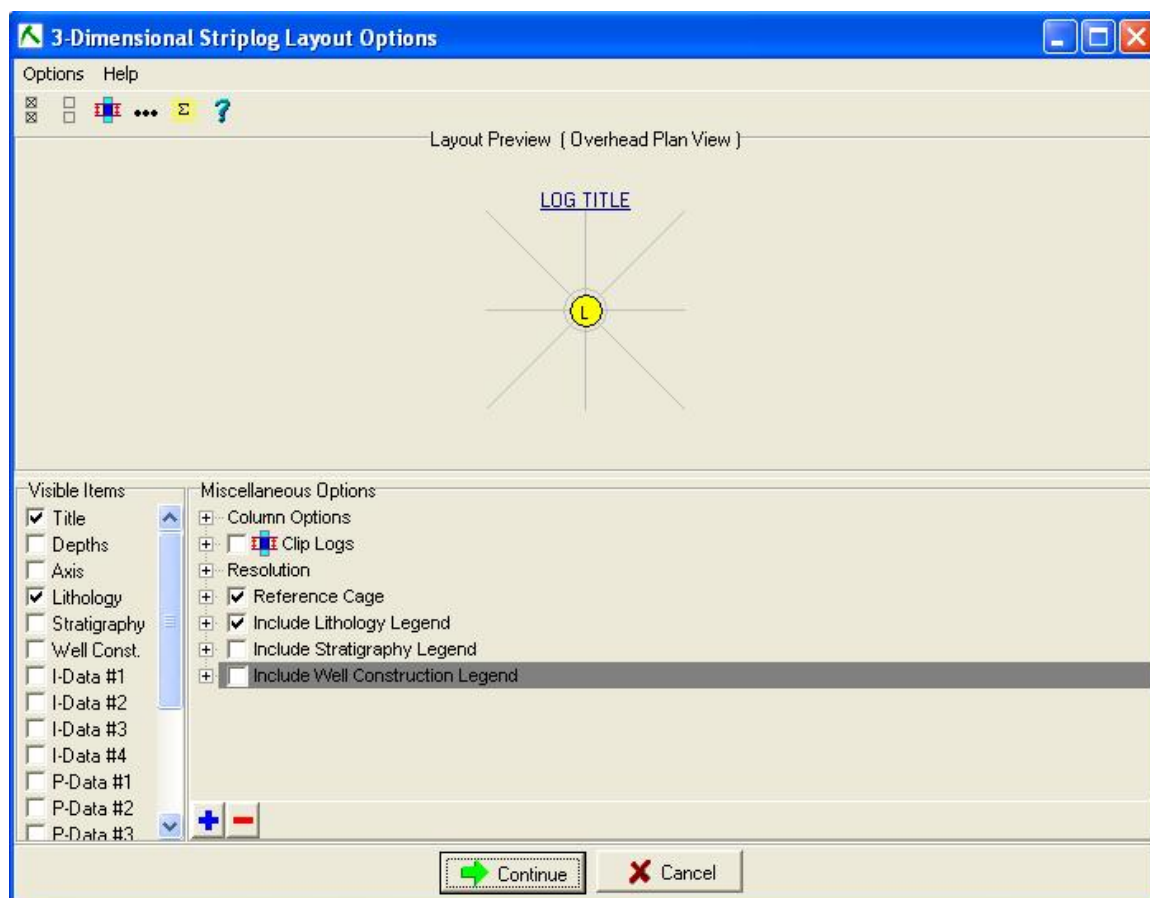 3-Dimensional Striplog Layout Options
Options Help
Σ ?
Layout Preview ( Overhead Plan View )
LOG TITLE
L
Visible Items
Title
Depths
Axis
Lithology
Stratigraphy
Well Const.
I-Data #1
I-Data #2
I-Data #3
I-Data #4
P-Data #1
P-Data #2
P-Data #3
Miscellaneous Options
Column Options
Clip Logs
Resolution
Reference Cage
Include Lithology Legend
Include Stratigraphy Legend
Include Well Construction Legend
Continue Cancel